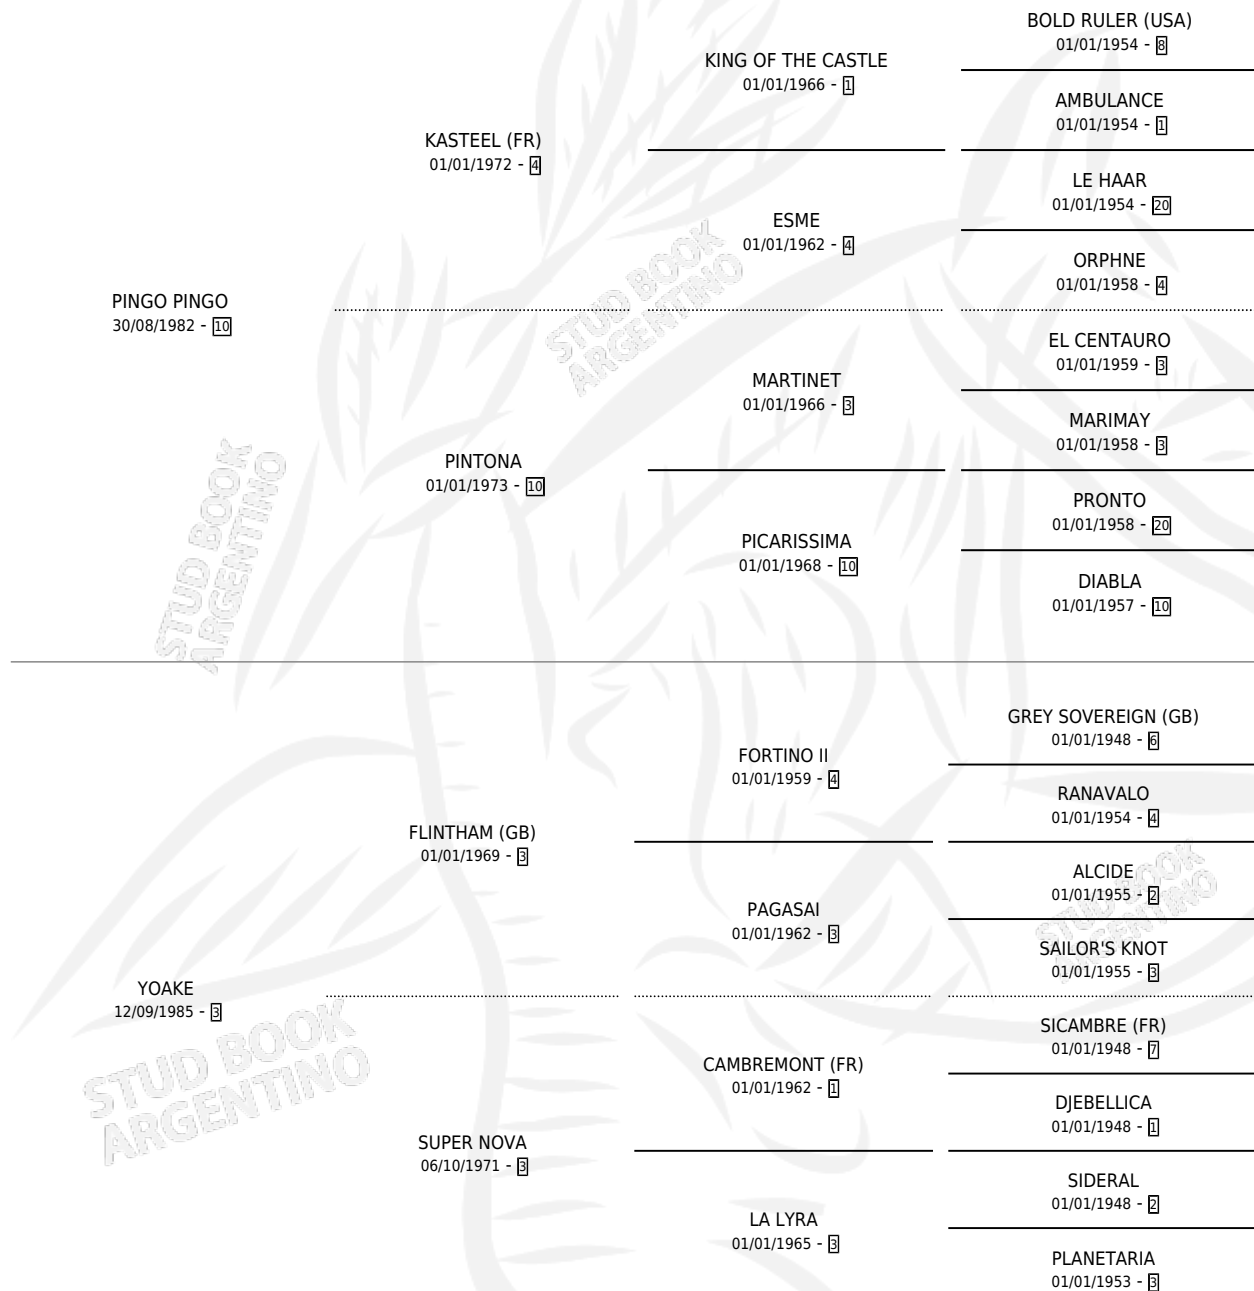 BOLD RULER (USA)
01/01/1954 - 8
KING OF THE CASTLE
01/01/1966 - 1
AMBULANCE
01/01/1954 - 1
KASTEEL (FR)
01/01/1972 - 4
LE HAAR
01/01/1954 - 20
ESME
01/01/1962 - 4
ORPHNE
01/01/1958 - 4
PINGO PINGO
30/08/1982 - 10
STUD BOOK
ARGENTINO
EL CENTAURO
01/01/1959 - 3
MARTINET
01/01/1966 - 3
MARIMAY
01/01/1958 - 3
PINTONA
01/01/1973 - 10
PRONTO
01/01/1958 - 20
PICARISSIMA
01/01/1968 - 10
DIABLA
01/01/1957 - 10
STUD BOOK
ARGENTINO
GREY SOVEREIGN (GB)
01/01/1948 - 6
FORTINO II
01/01/1959 - 4
RANAVALO
01/01/1954 - 4
FLINTHAM (GB)
01/01/1969 - 3
ALCIDE
01/01/1955 - 2
STUD BOOK
ARGENTINO
PAGASAI
01/01/1962 - 3
SAILOR'S KNOT
01/01/1955 - 3
YOAKE
12/09/1985 - 3
STUD BOOK
ARGENTINO
SICAMBRE (FR)
01/01/1948 - 7
CAMBREMONT (FR)
01/01/1962 - 1
DJEBELLICA
01/01/1948 - 1
SUPER NOVA
06/10/1971 - 3
SIDERAL
01/01/1948 - 2
LA LYRA
01/01/1965 - 3
PLANETARIA
01/01/1953 - 3